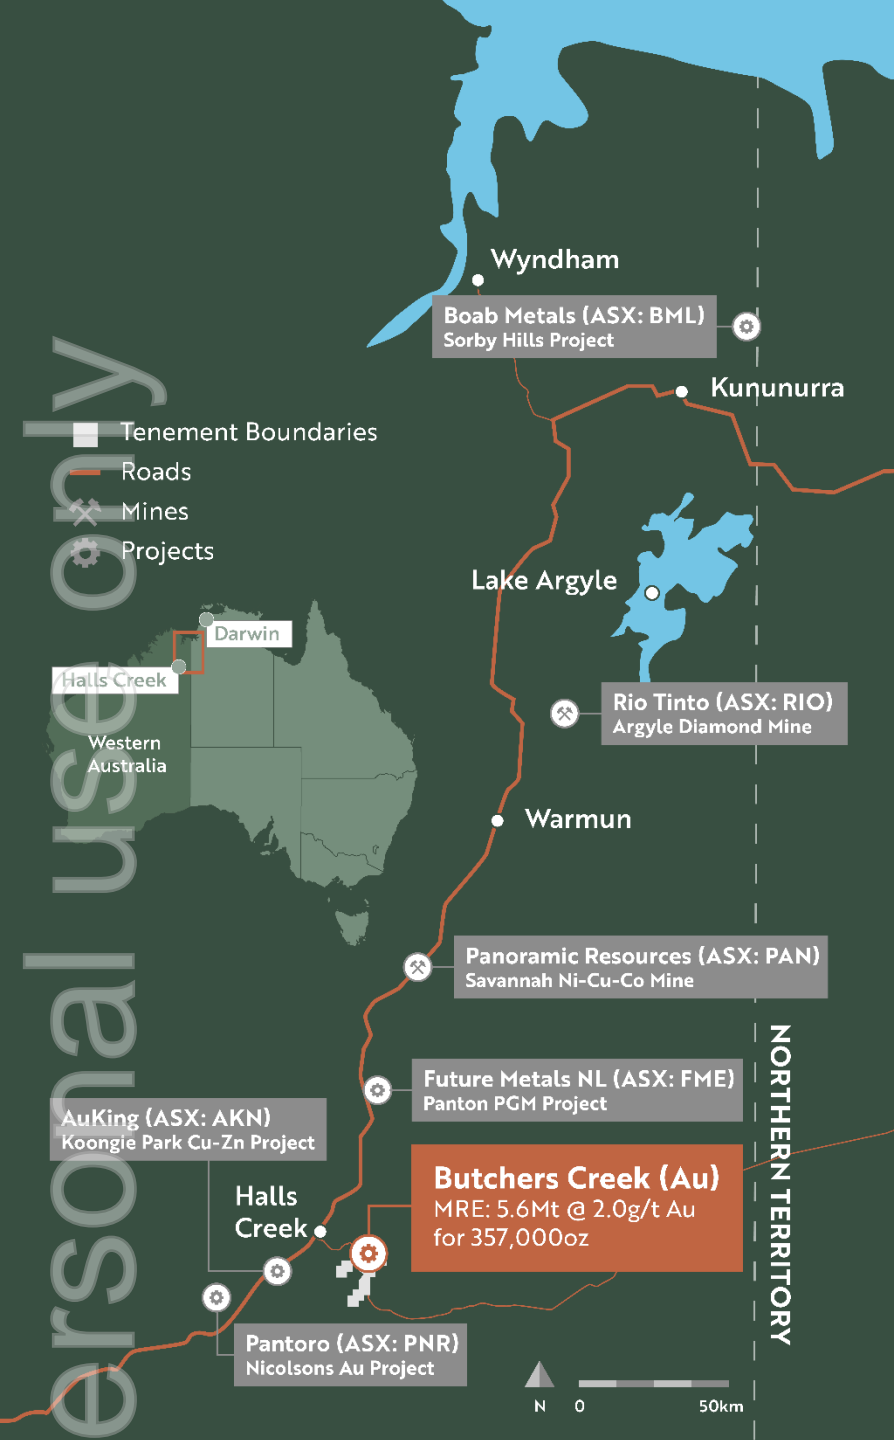 Wyndham
Boab Metals (ASX: BML)
Sorby Hills Project
Kununurra
Tenement Boundaries
Roads
Mines
Projects
Lake Argyle
Darwin
Halls Creek
Western
Australia
Rio Tinto (ASX: RIO)
Argyle Diamond Mine
Warmun
Panoramic Resources (ASX: PAN)
Savannah Ni-Cu-Co Mine
Future Metals NL (ASX: FME)
Panton PGM Project
AuKing (ASX: AKN)
Koongie Park Cu-Zn Project
Butchers Creek (Au)
MRE: 5.6Mt @ 2.0g/t Au
for 357,000oz
Halls
Creek
Pantoro (ASX: PNR)
Nicolsons Au Project
NORTHERN TERRITORY
N
0
50km
ersonal use only